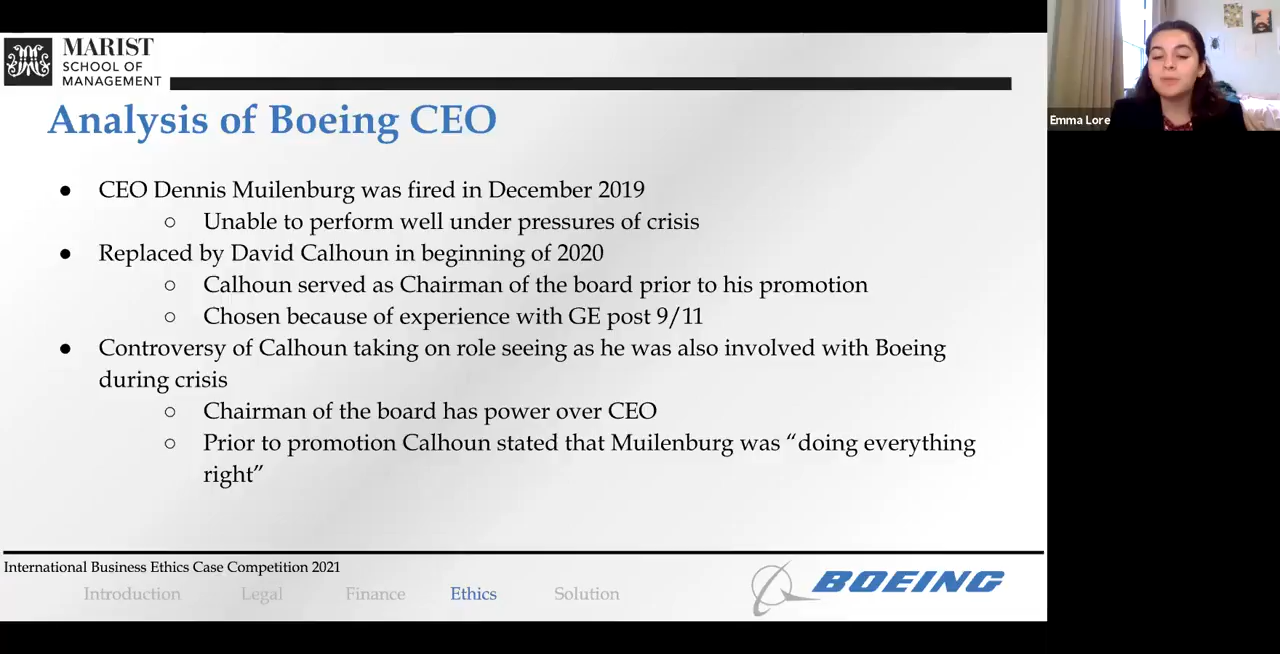 MARIST
SCHOOL OF
MANAGEMENT
Analysis of Boeing CEO
● CEO Dennis Muilenburg was fired in December 2019
○ Unable to perform well under pressures of crisis
● Replaced by David Calhoun in beginning of 2020
○ Calhoun served as Chairman of the board prior to his promotion
○ Chosen because of experience with GE post 9/11
● Controversy of Calhoun taking on role seeing as he was also involved with Boeing
during crisis
○ Chairman of the board has power over CEO
○ Prior to promotion Calhoun stated that Muilenburg was “doing everything
right”
International Business Ethics Case Competition 2021
Introduction Legal Finance Ethics Solution
BOEING
Emma Lore